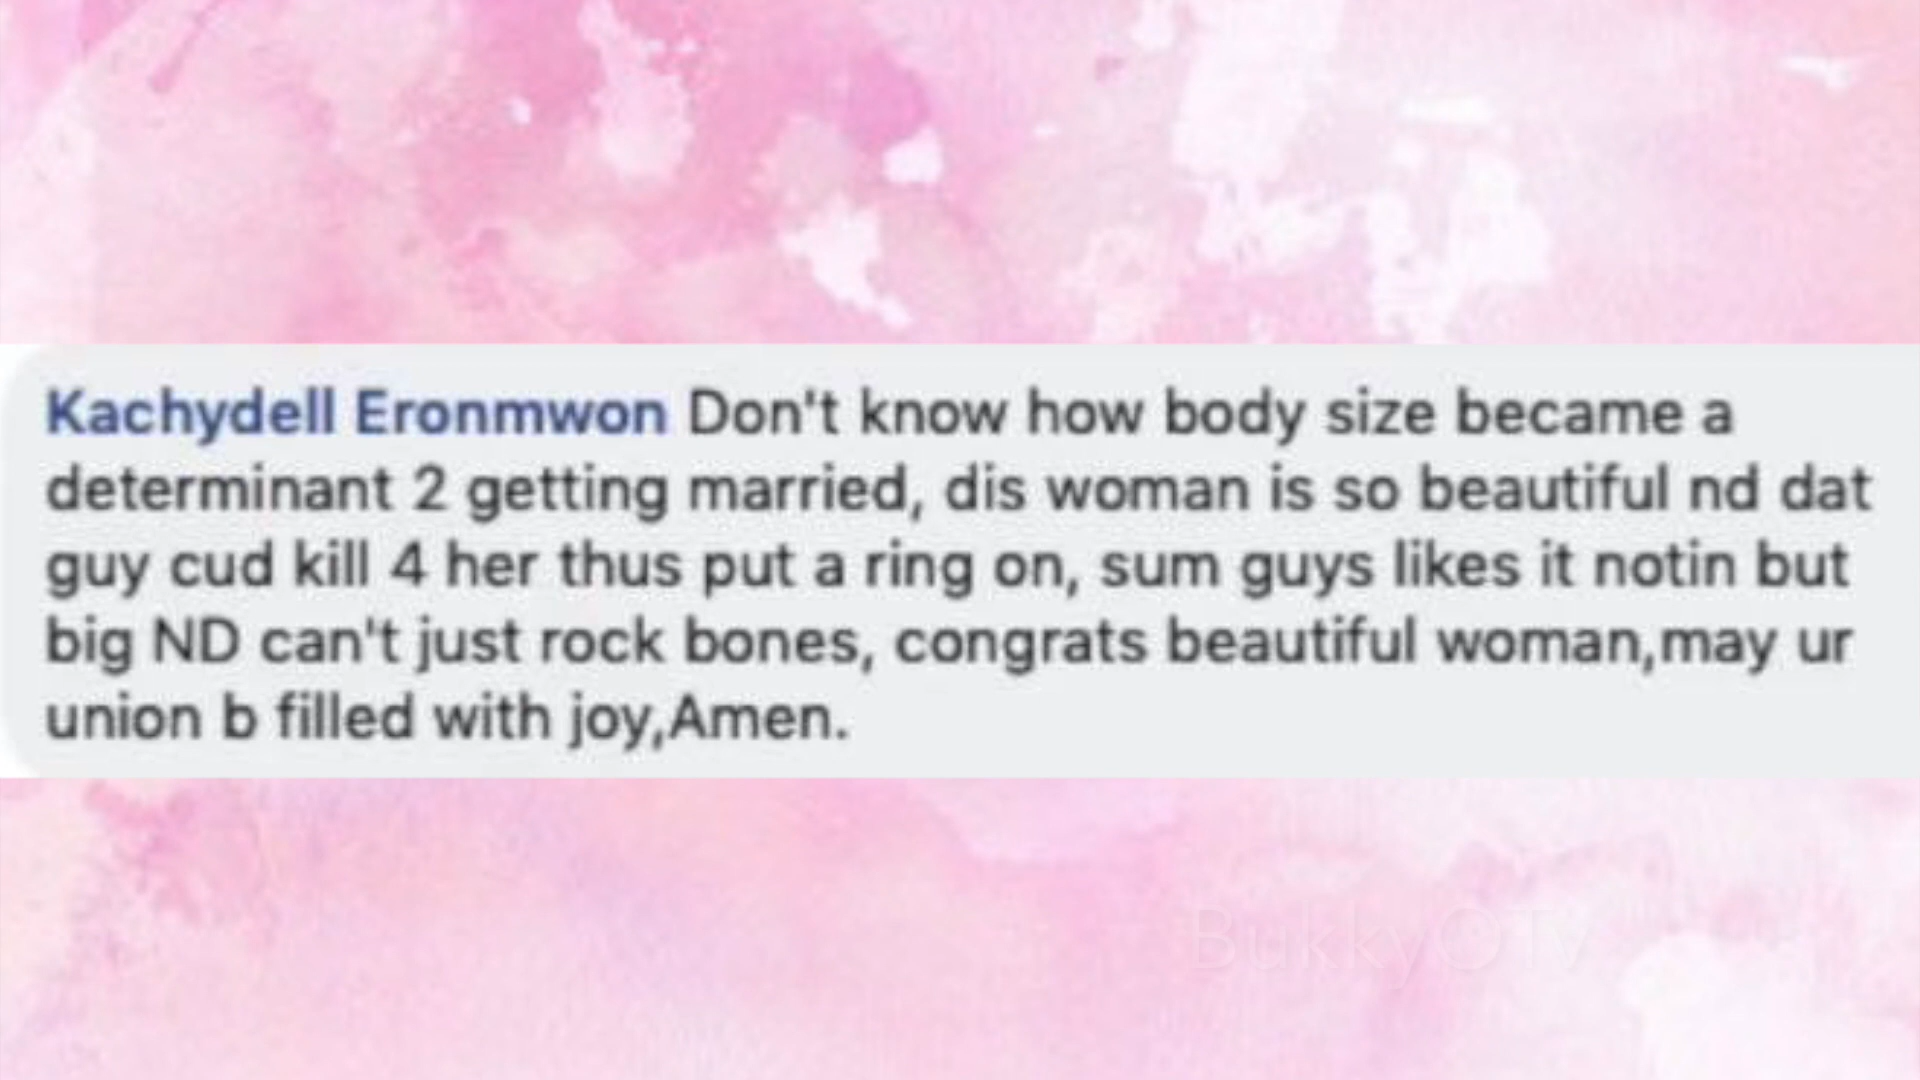 Kachydell Eronmwon Don't know how body size became a
determinant 2 getting married, dis woman is so beautiful nd dat
guy cud kill 4 her thus put a ring on, sum guys likes it notin but
big ND can't just rock bones, congrats beautiful woman,may ur
union b filled with joy,Amen.
BukkyOTv